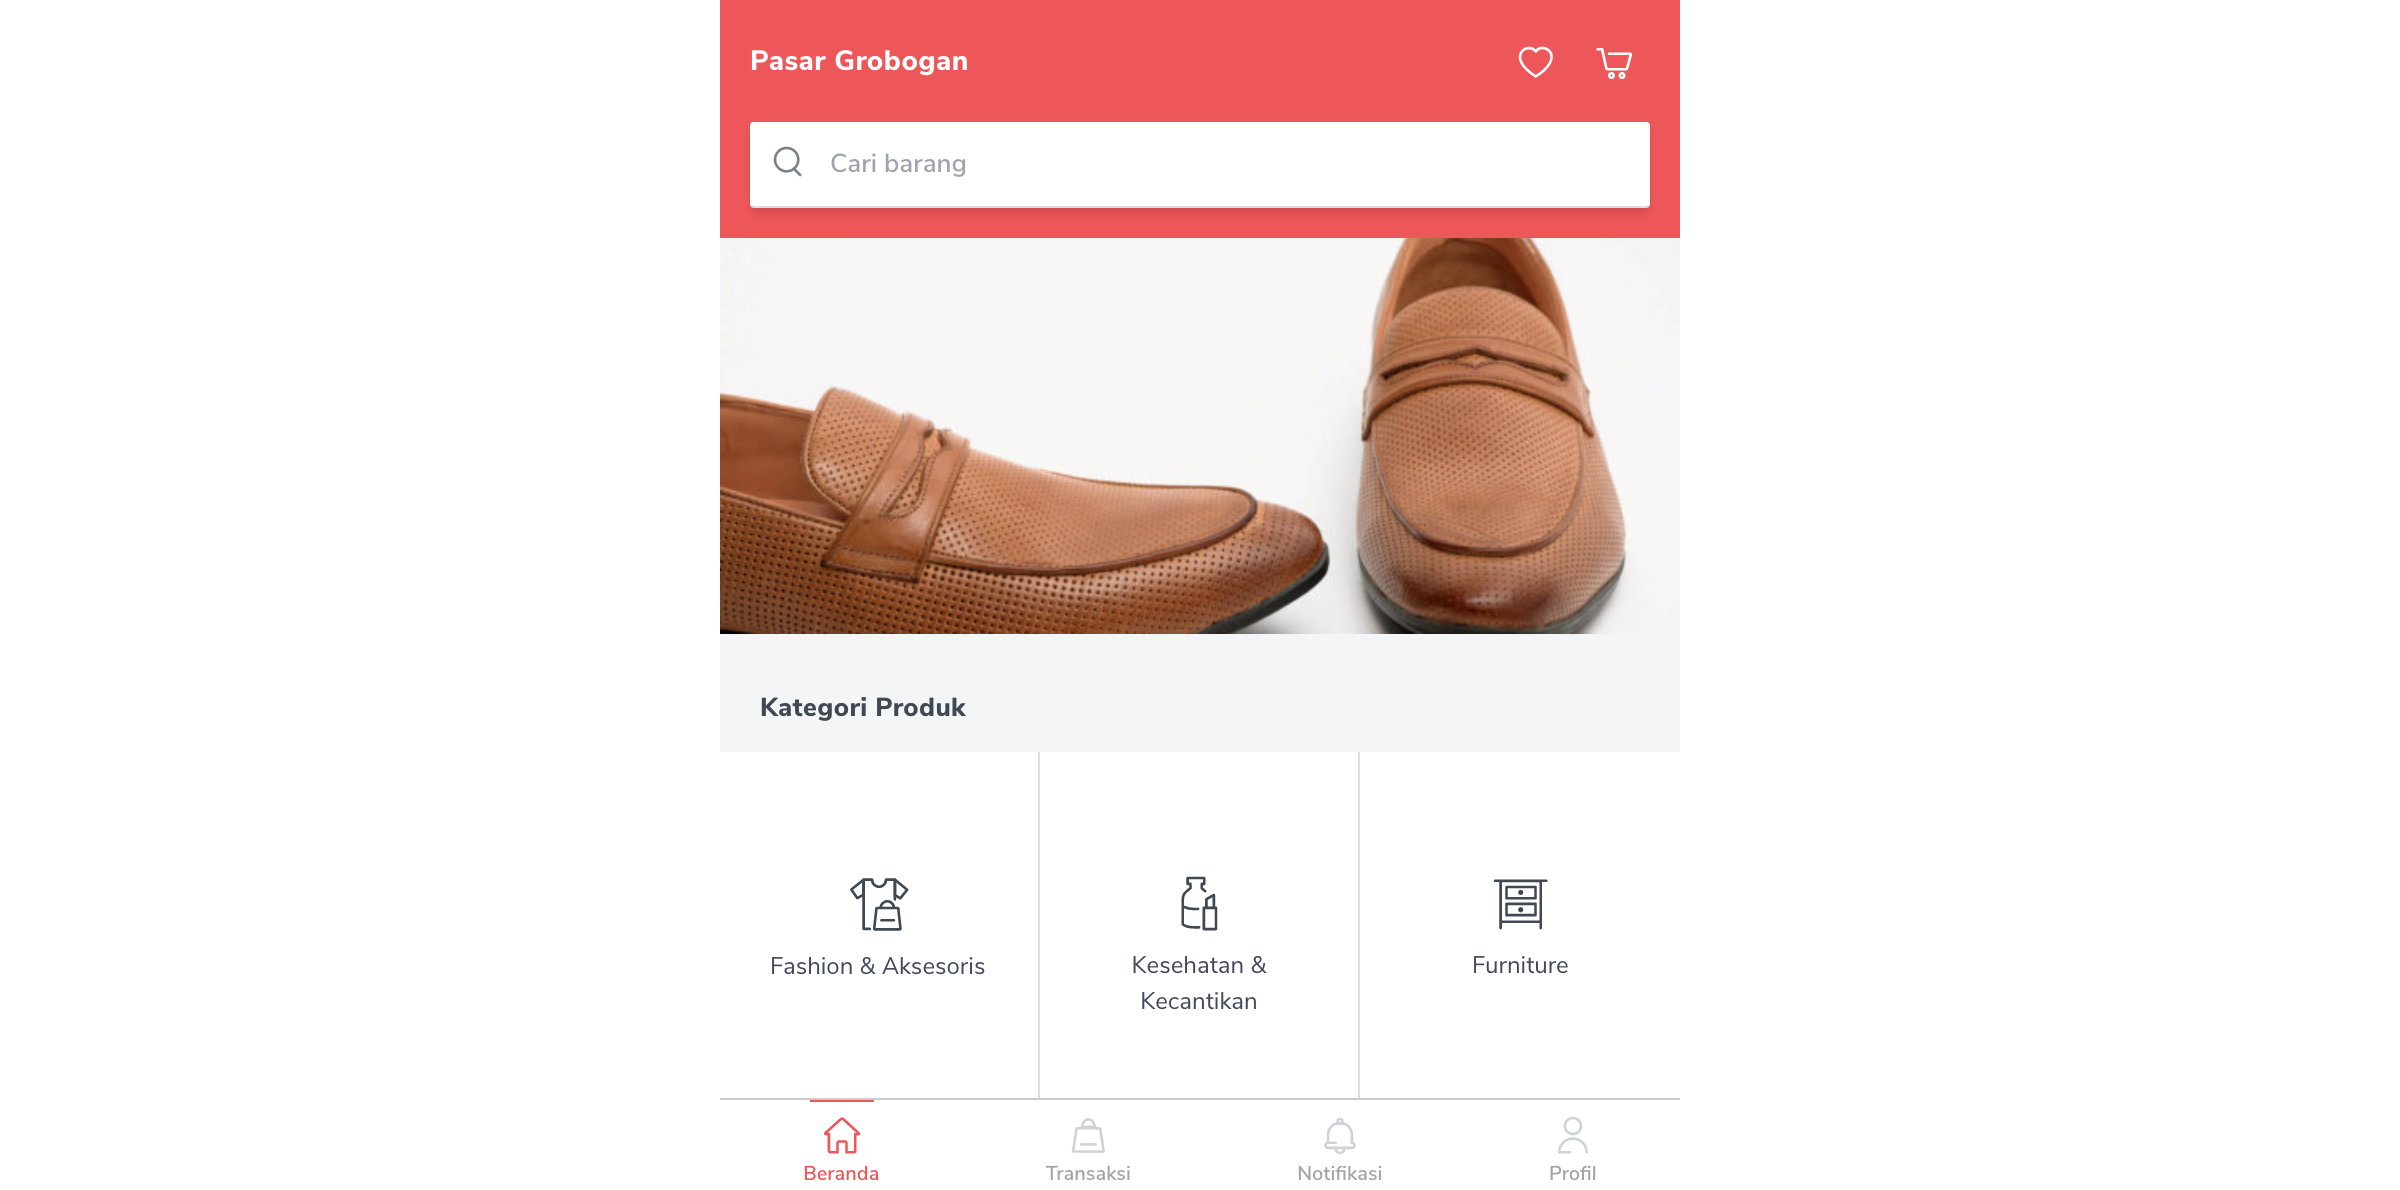 Pasar Grobogan
Cari barang
Kategori Produk
Fashion & Aksesoris
Kesehatan &
Kecantikan
Furniture
Beranda
Transaksi
Notifikasi
Profil